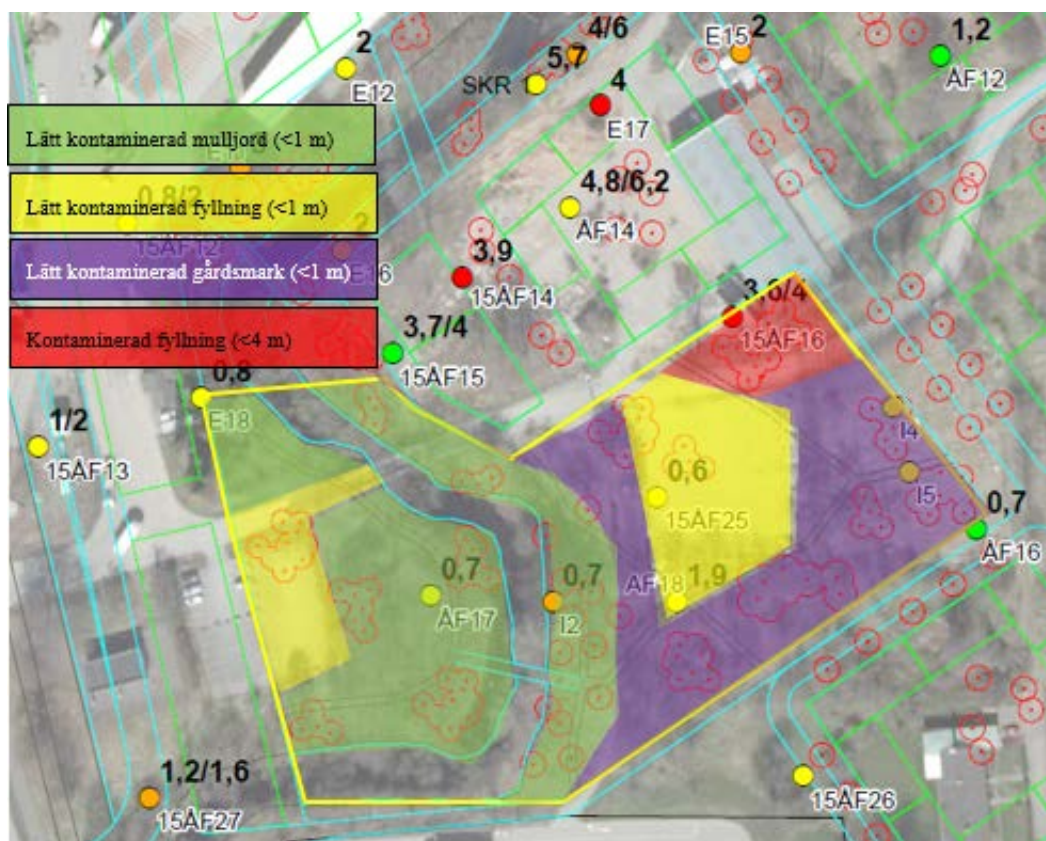 2
E12
4/6
5,7
SKR
4
E17
2
E15
1,2
ÅF12
Lätt kontaminerad mulljord (<1 m)
Lätt kontaminerad fyllning (<1 m)
Lätt kontaminerad gårdsmark (<1 m)
Kontaminerad fyllning (<4 m)
0,8/2
15ÅF12
2
E16
4,8/6,2
ÅF14
3,9
15ÅF14
3,7/4
15ÅF15
3,6/4
15ÅF16
0,8
E18
1/2
15ÅF13
I4
I5
0,6
15ÅF25
0,7
ÅF16
0,7
ÅF17
0,7
I2
ÅF18
1,9
1,2/1,6
15ÅF27
15ÅF26